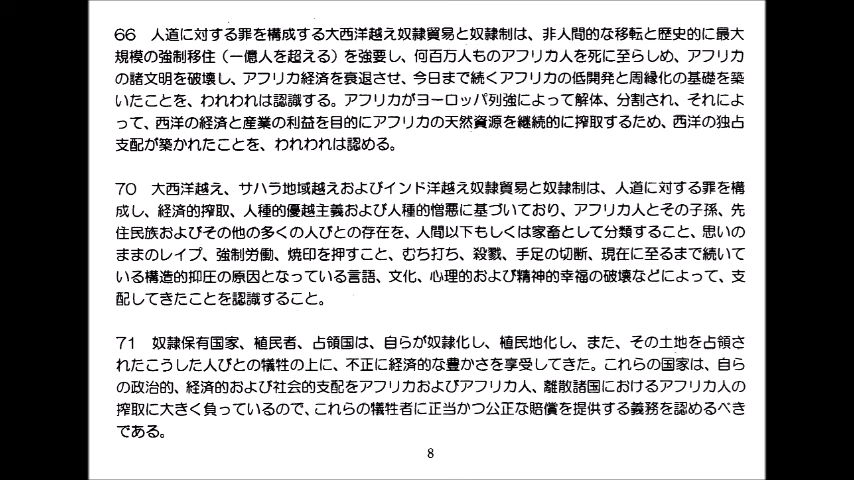 66　人道に対する罪を構成する大西洋越え奴隷貿易と奴隷制は、非人間的な移転と歴史的に最大
規模の強制移住（一億人を超える）を強要し、何百万人ものアフリカ人を死に至らしめ、アフリカ
の諸文明を破壊し、アフリカ経済を衰退させ、今日まで続くアフリカの低開発と周縁化の基礎を築
いたことを、われわれは認識する。アフリカがヨーロッパ列強によって解体、分割され、それによ
って、西洋の経済と産業の利益を目的にアフリカの天然資源を継続的に搾取するため、西洋の独占
支配が築かれたことを、われわれは認める。
70　大西洋越え、サハラ地域越えおよびインド洋越え奴隷貿易と奴隷制は、人道に対する罪を構
成し、経済的搾取、人種的優越主義および人種的憎悪に基づいており、アフリカ人とその子孫、先
住民族およびその他の多くの人びとの存在を、人間以下もしくは家畜として分類すること、思いの
ままのレイプ、強制労働、焼印を押すこと、むち打ち、殺戮、手足の切断、現在に至るまで続いて
いる構造的抑圧の原因となっている言語、文化、心理的および精神的幸福の破壊などによって、支
配してきたことを認識すること。
71　奴隷保有国家、植民者、占領国は、自らが奴隷化し、植民地化し、また、その土地を占領さ
れたこうした人びとの犠牲の上に、不正に経済的な豊かさを享受してきた。これらの国家は、自ら
の政治的、経済的および社会的支配をアフリカおよびアフリカ人、離散諸国におけるアフリカ人の
搾取に大きく負っているので、これらの犠牲者に正当かつ公正な賠償を提供する義務を認めるべき
である。
8